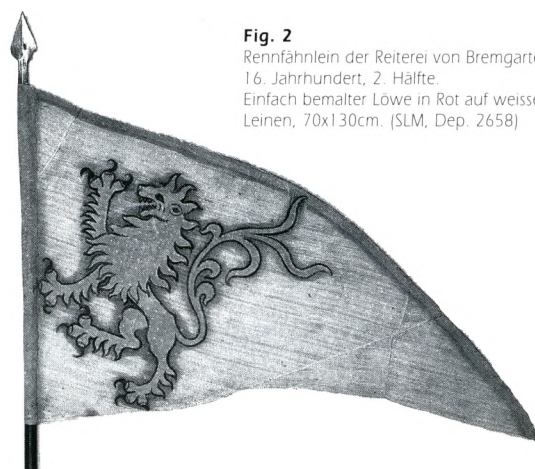 Fig. 2
Rennfähnlein der Reiterei von Bremgarte
16. Jahrhundert, 2. Hälfte.
Einfach bemalter Löwe in Rot auf weisse
Leinen, 70x130cm. (SLM, Dep. 2658)